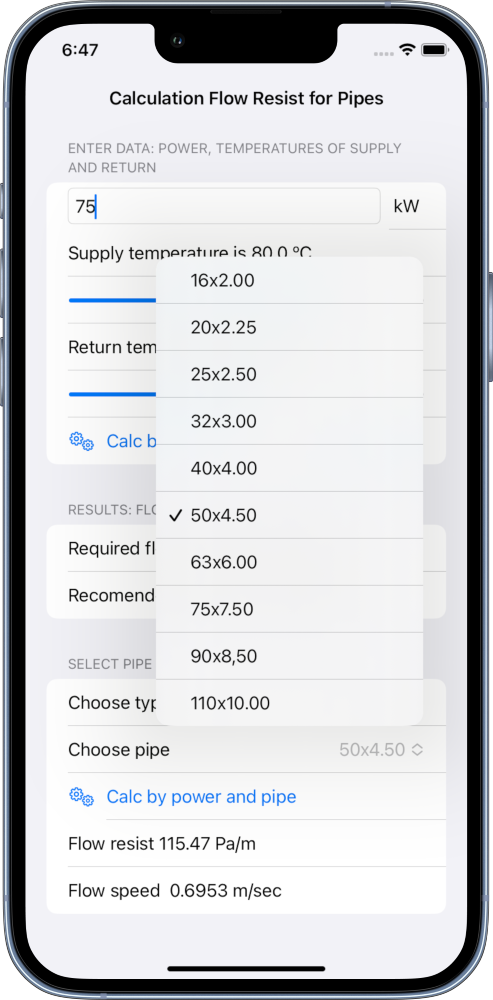 6:47
Calculation Flow Resist for Pipes
ENTER DATA: POWER, TEMPERATURES OF SUPPLY
AND RETURN
75 kW
Supply temperature is 80.0 ºC
16x2.00
20x2.25
Return tem
25x2.50
32x3.00
Calc b
40x4.00
RESULTS: FLO
50x4.50
Required fl
63x6.00
Recomend
75x7.50
SELECT PIPE
90x8,50
Choose typ
110x10.00
Choose pipe 50x4.50
Calc by power and pipe
Flow resist 115.47 Pa/m
Flow speed 0.6953 m/sec